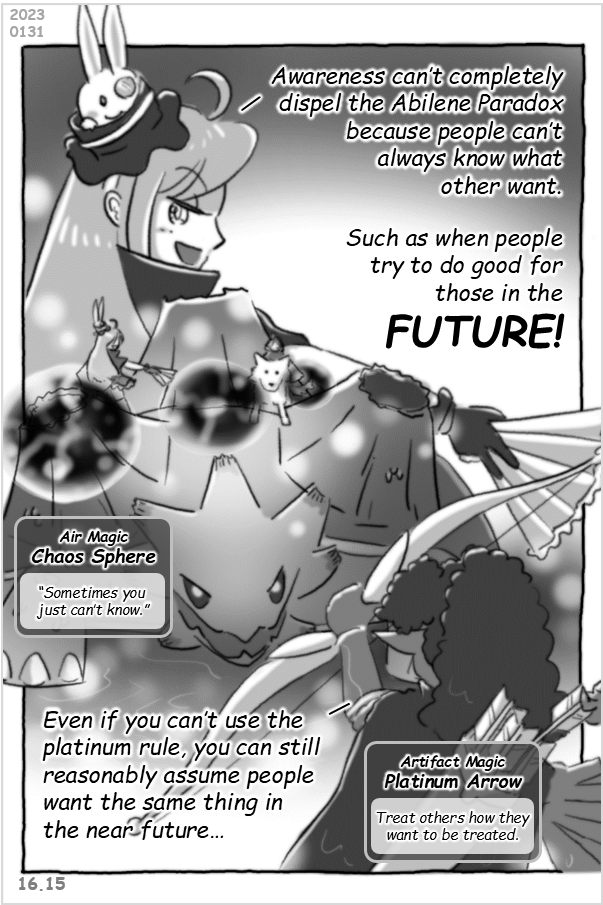 2023
0131
Awareness can't completely
dispel the Abilene Paradox
because people can't
always know what
other want.
Such as when people
try to do good for
those in the
FUTURE!
Air Magic
Chaos Sphere
"Sometimes you
just can't know."
Even if you can't use the
platinum rule, you can still
reasonably assume people
want the same thing in
the near future...
Artifact Magic
Platinum Arrow
Treat others how they
want to be treated.
16.15